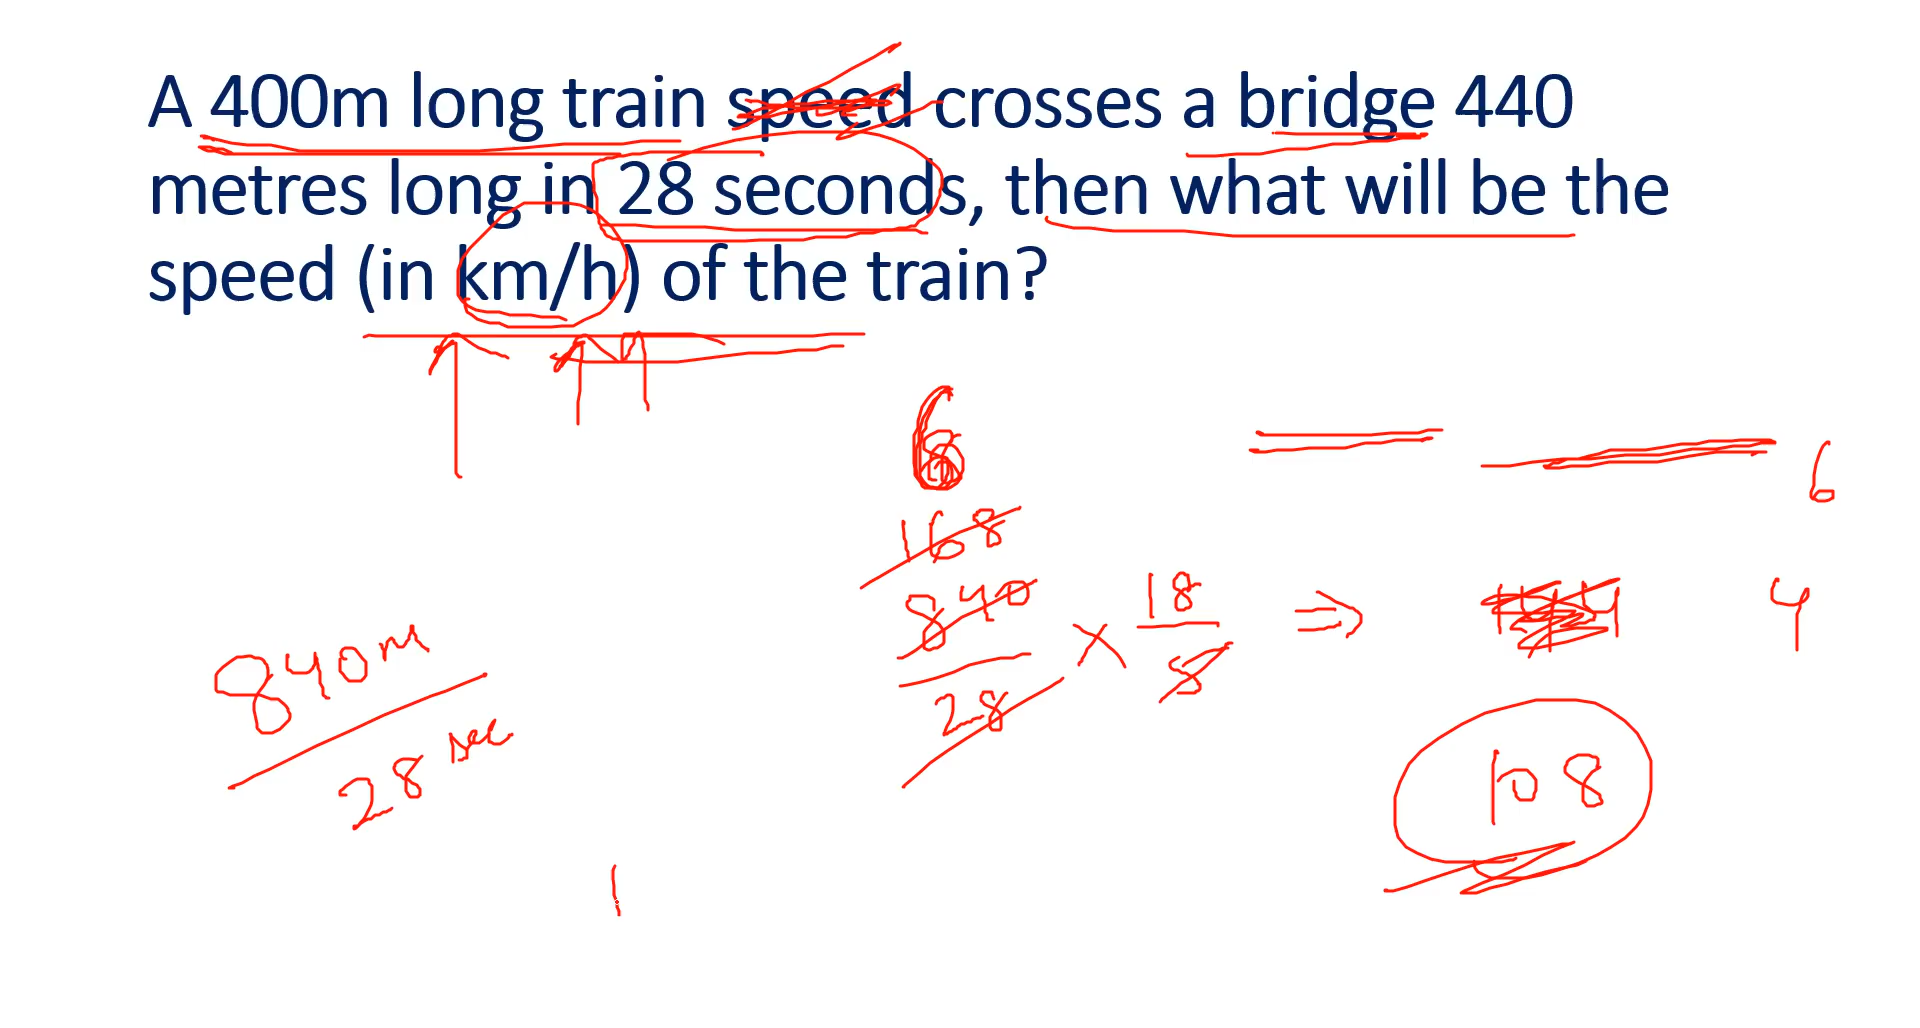 A 400m long train speed crosses a bridge 440
metres long in 28 seconds, then what will be the
speed (in km/h) of the train?
6
6
168
840 18
28 × 5 ⇒ 4
840m
28 sec
108
1